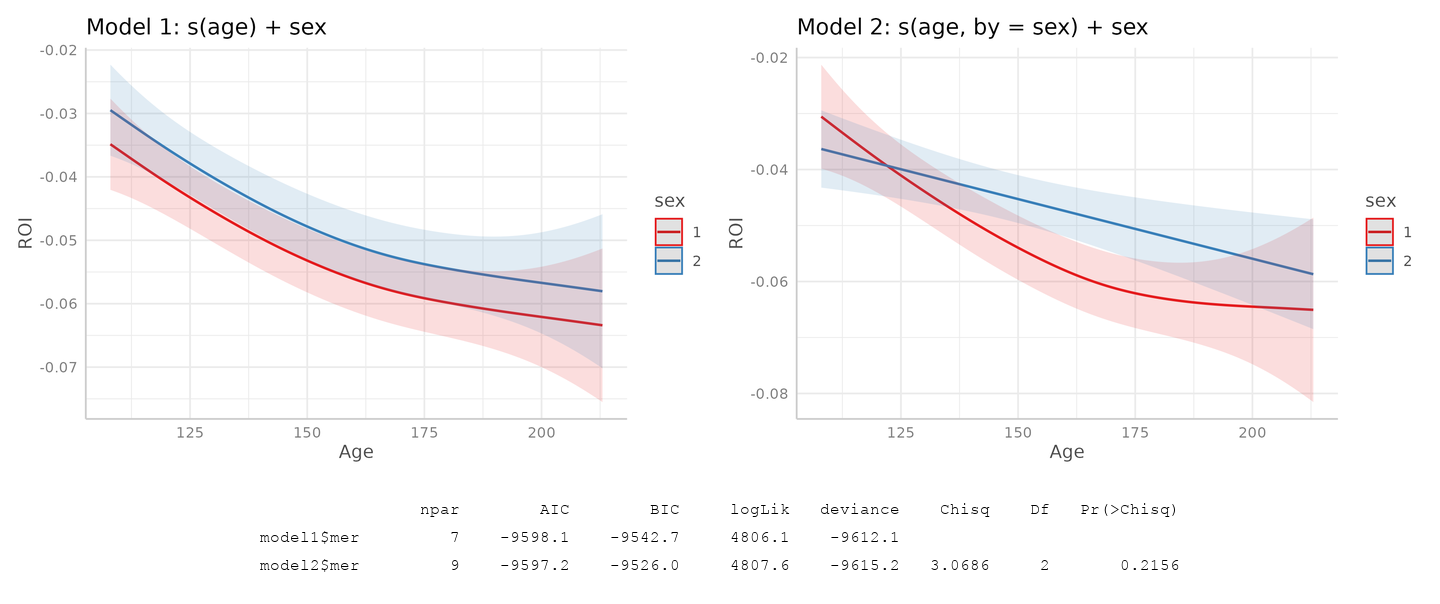 Model 1: s(age) + sex
-0.02
-0.03
-0.04
-0.05
-0.06
-0.07
ROI
125 150 175 200
Age
sex
1
2
Model 2: s(age, by = sex) + sex
-0.02
-0.04
-0.06
-0.08
ROI
125 150 175 200
Age
sex
1
2
npar AIC BIC logLik deviance Chisq Df Pr(>Chisq)
model1$mer 7 -9598.1 -9542.7 4806.1 -9612.1
model2$mer 9 -9597.2 -9526.0 4807.6 -9615.2 3.0686 2 0.2156